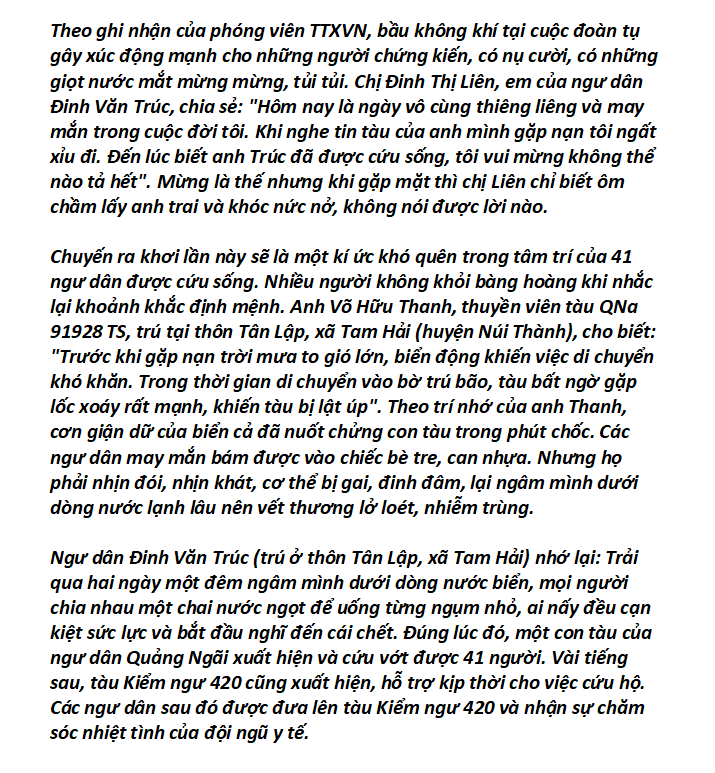 Theo ghi nhận của phóng viên TTXVN, bầu không khí tại cuộc đoàn tụ
gây xúc động mạnh cho những người chứng kiến, có nụ cười, có những
giọt nước mắt mừng mừng, tủi tủi. Chị Đinh Thị Liên, em của ngư dân
Đinh Văn Trúc, chia sẻ: "Hôm nay là ngày vô cùng thiêng liêng và may
mắn trong cuộc đời tôi. Khi nghe tin tàu của anh mình gặp nạn tôi ngất
xỉu đi. Đến lúc biết anh Trúc đã được cứu sống, tôi vui mừng không thể
nào tả hết". Mừng là thế nhưng khi gặp mặt thì chị Liên chỉ biết ôm
chầm lấy anh trai và khóc nức nở, không nói được lời nào.
Chuyến ra khơi lần này sẽ là một kí ức khó quên trong tâm trí của 41
ngư dân được cứu sống. Nhiều người không khỏi bàng hoàng khi nhắc
lại khoảnh khắc định mệnh. Anh Võ Hữu Thanh, thuyền viên tàu QNa
91928 TS, trú tại thôn Tân Lập, xã Tam Hải (huyện Núi Thành), cho biết:
"Trước khi gặp nạn trời mưa to gió lớn, biển động khiến việc di chuyển
khó khăn. Trong thời gian di chuyển vào bờ trú bão, tàu bất ngờ gặp
lốc xoáy rất mạnh, khiến tàu bị lật úp". Theo trí nhớ của anh Thanh,
cơn giận dữ của biển cả đã nuốt chửng con tàu trong phút chốc. Các
ngư dân may mắn bám được vào chiếc bè tre, can nhựa. Nhưng họ
phải nhịn đói, nhịn khát, cơ thể bị gai, đinh đâm, lại ngâm mình dưới
dòng nước lạnh lâu nên vết thương lở loét, nhiễm trùng.
Ngư dân Đinh Văn Trúc (trú ở thôn Tân Lập, xã Tam Hải) nhớ lại: Trải
qua hai ngày một đêm ngâm mình dưới dòng nước biển, mọi người
chia nhau một chai nước ngọt để uống từng ngụm nhỏ, ai nấy đều cạn
kiệt sức lực và bắt đầu nghĩ đến cái chết. Đúng lúc đó, một con tàu của
ngư dân Quảng Ngãi xuất hiện và cứu vớt được 41 người. Vài tiếng
sau, tàu Kiểm ngư 420 cũng xuất hiện, hỗ trợ kịp thời cho việc cứu hộ.
Các ngư dân sau đó được đưa lên tàu Kiểm ngư 420 và nhận sự chăm
sóc nhiệt tình của đội ngũ y tế.